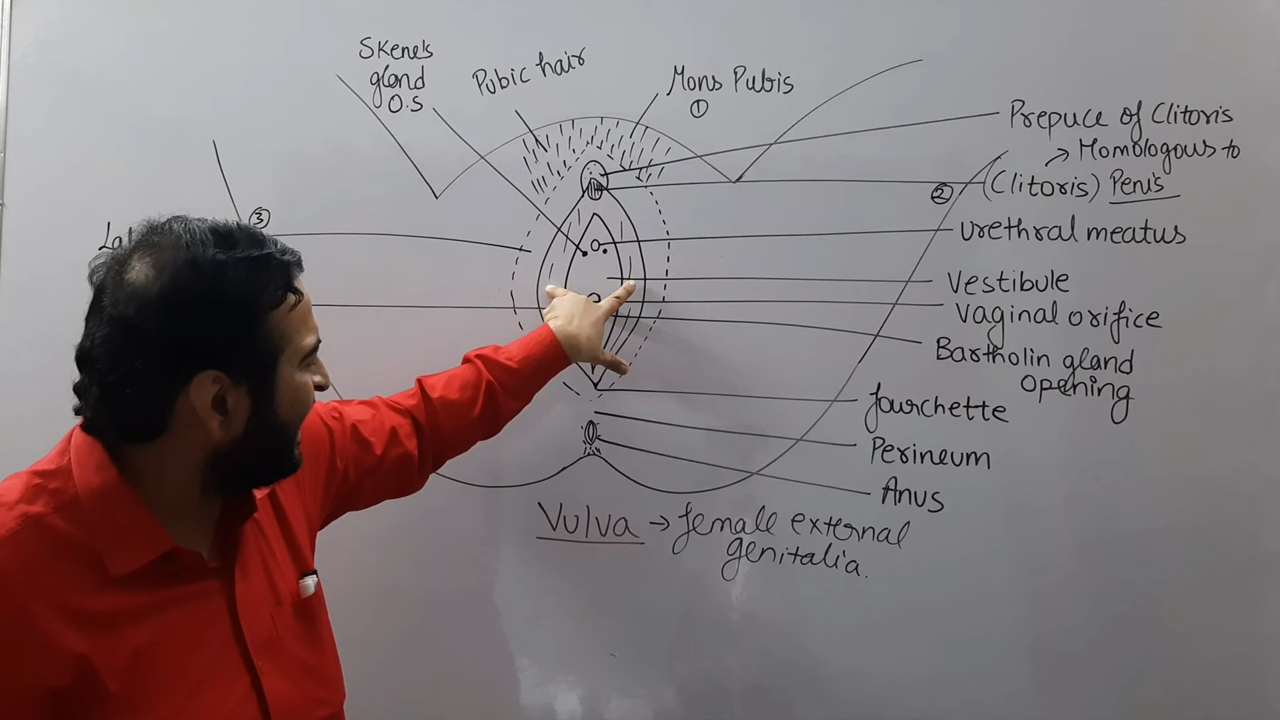 Skene's
gland
O.S
Pubic hair
Mons Pubis
①
Prepuce of Clitoris
→ Homologous to
② (Clitoris) Penis
③
urethral meatus
Vestibule
Vaginal orifice
Bartholin gland
opening
fourchette
Perineum
Anus
Vulva → female external
genitalia.